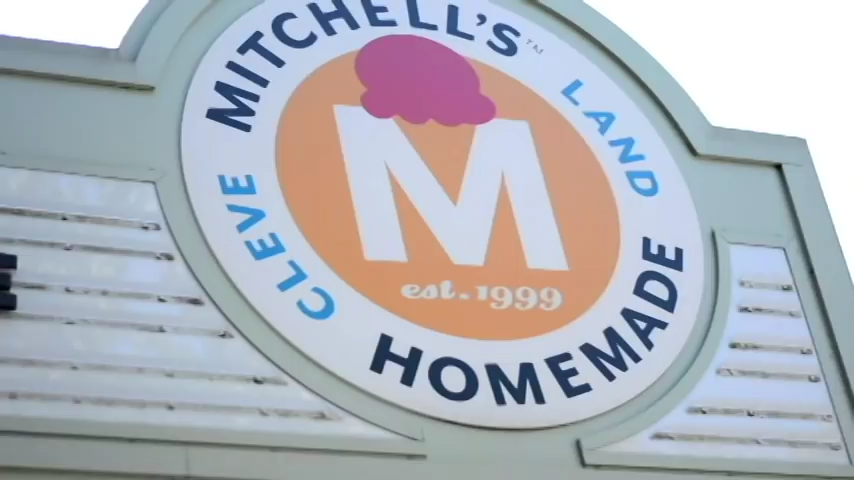 MITCHELL'S™
CLEVE LAND
M
est. 1999
HOMEMADE